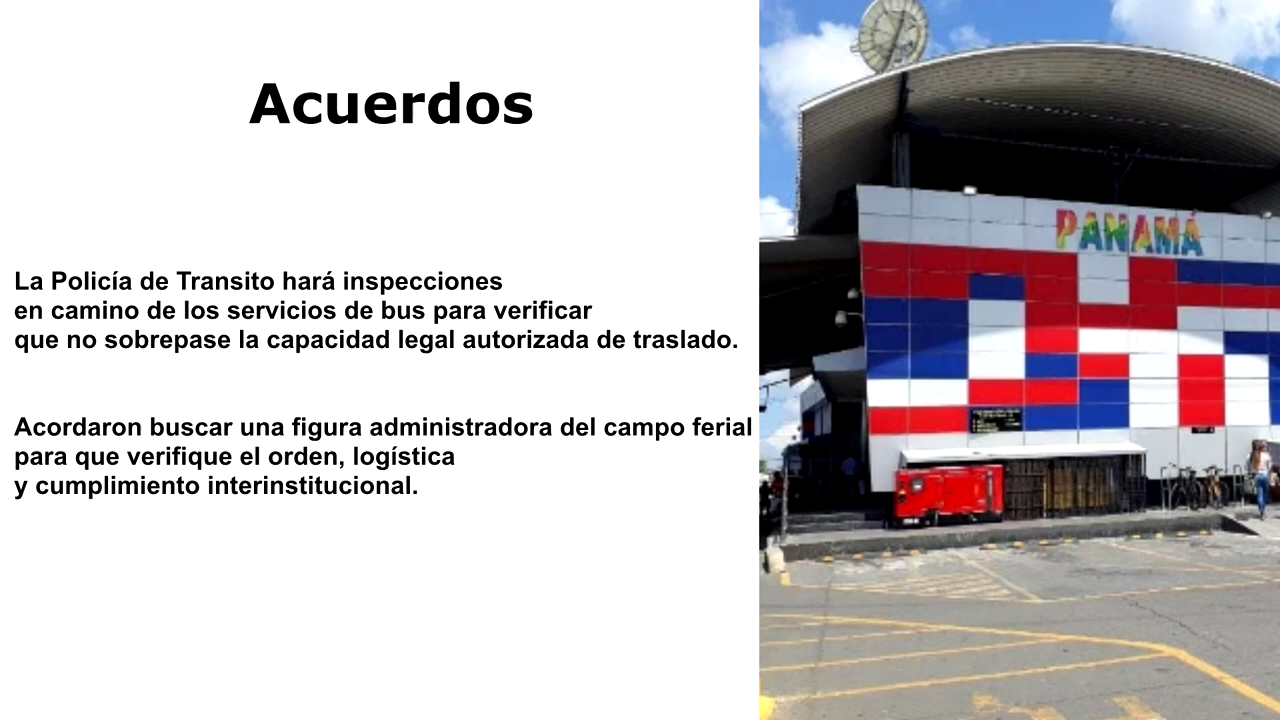 Acuerdos
La Policía de Transito hará inspecciones
en camino de los servicios de bus para verificar
que no sobrepase la capacidad legal autorizada de traslado.
Acordaron buscar una figura administradora del campo ferial
para que verifique el orden, logística
y cumplimiento interinstitucional.
PANAMÁ